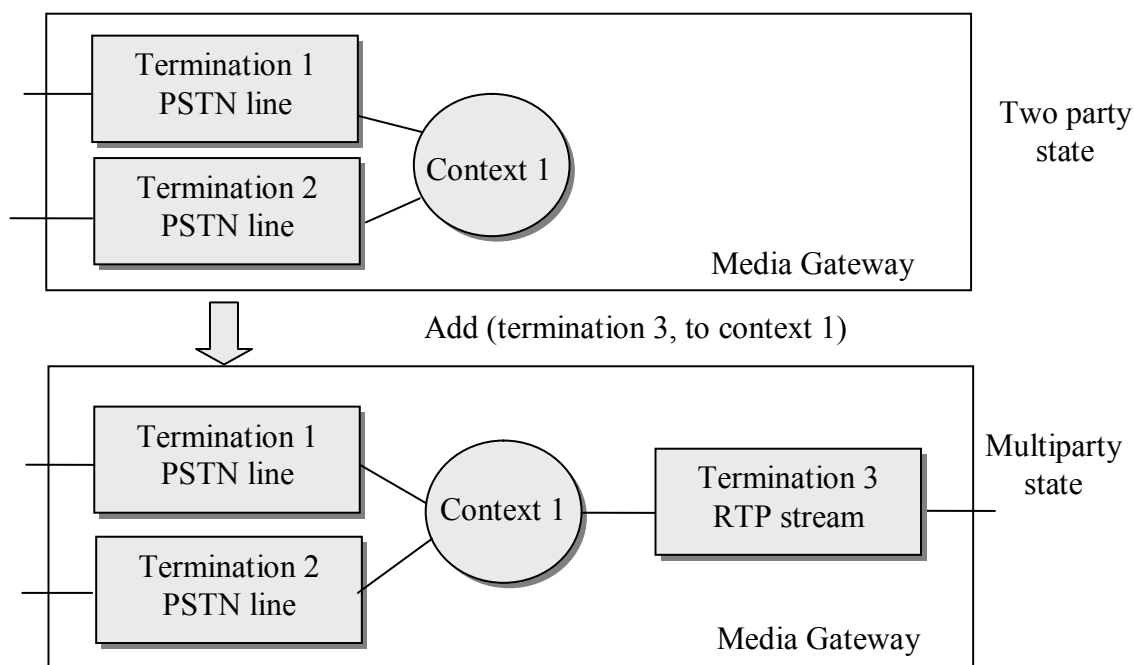 Termination 1
PSTN line
Termination 2
PSTN line
Context 1
Two party
state
Media Gateway
Add (termination 3, to context 1)
Termination 1
PSTN line
Termination 2
PSTN line
Context 1
Termination 3
RTP stream
Multiparty
state
Media Gateway